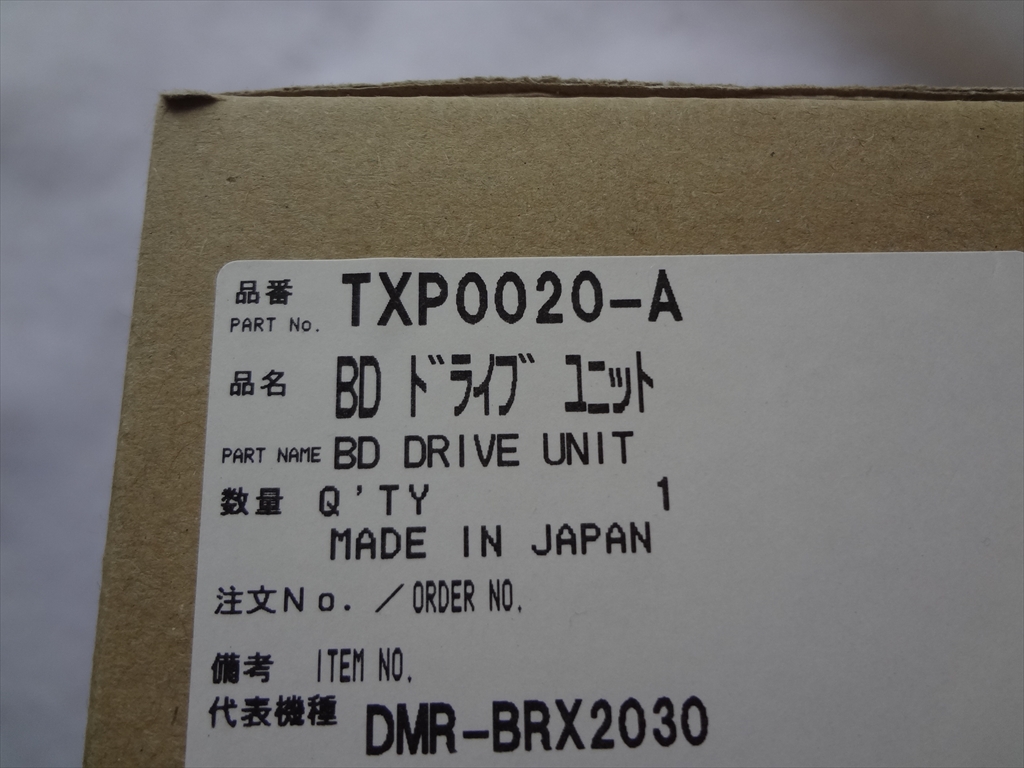 品番 TXP0020-A
PART No.
品名 BD ドライブ ユニット
PART NAME BD DRIVE UNIT
数量 Q'TY 1
MADE IN JAPAN
注文No. ／ORDER NO.
備考 ITEM NO.
代表機種 DMR-BRX2030